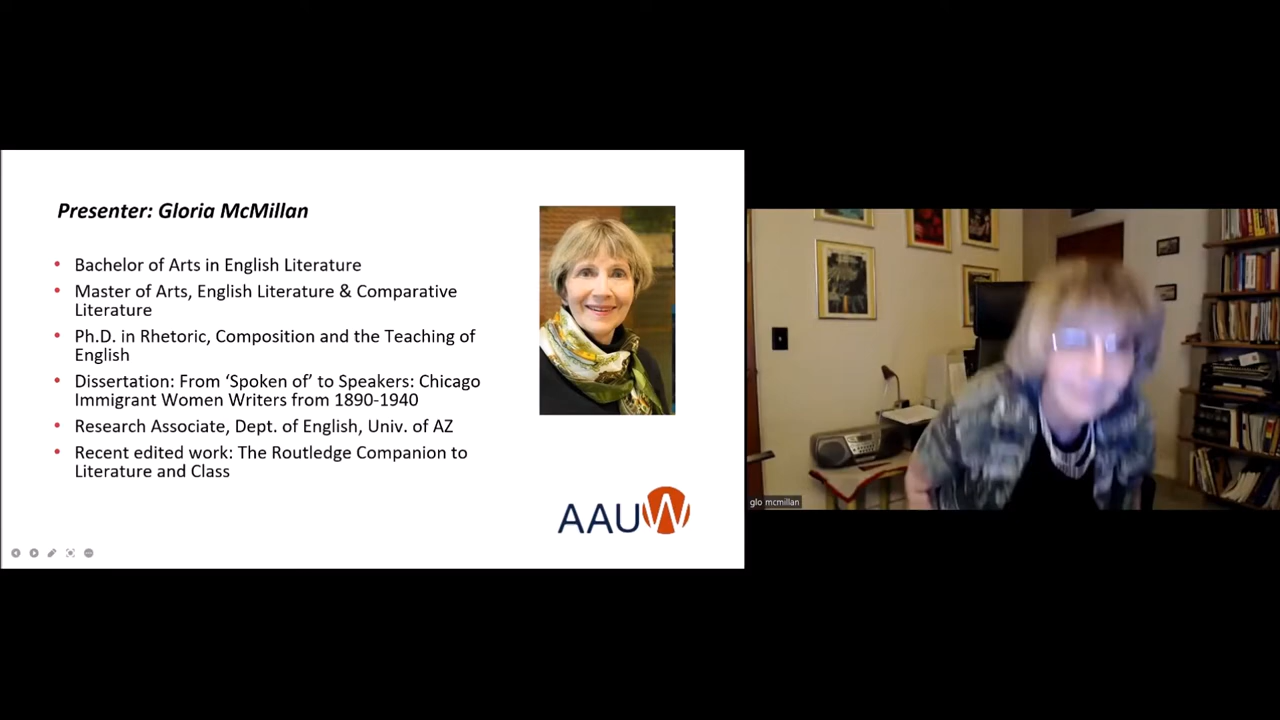 Presenter: Gloria McMillan
• Bachelor of Arts in English Literature
• Master of Arts, English Literature & Comparative
Literature
• Ph.D. in Rhetoric, Composition and the Teaching of
English
• Dissertation: From ‘Spoken of’ to Speakers: Chicago
Immigrant Women Writers from 1890-1940
• Research Associate, Dept. of English, Univ. of AZ
• Recent edited work: The Routledge Companion to
Literature and Class
AAUW
glo mcmillan